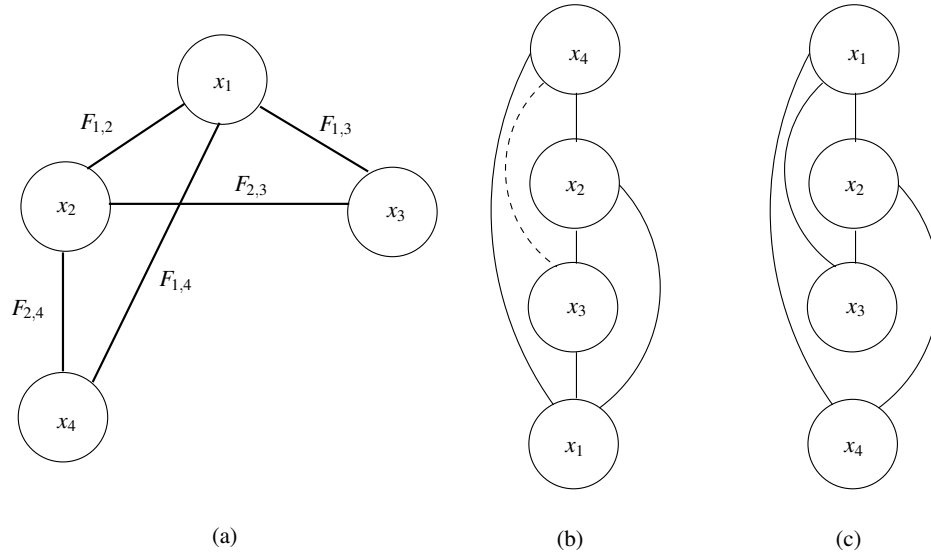 x₁
F₁,₂
F₁,₃
x₂
F₂,₃
x₃
F₂,₄
F₁,₄
x₄
(a)
x₄
x₂
x₃
x₁
(b)
x₁
x₂
x₃
x₄
(c)